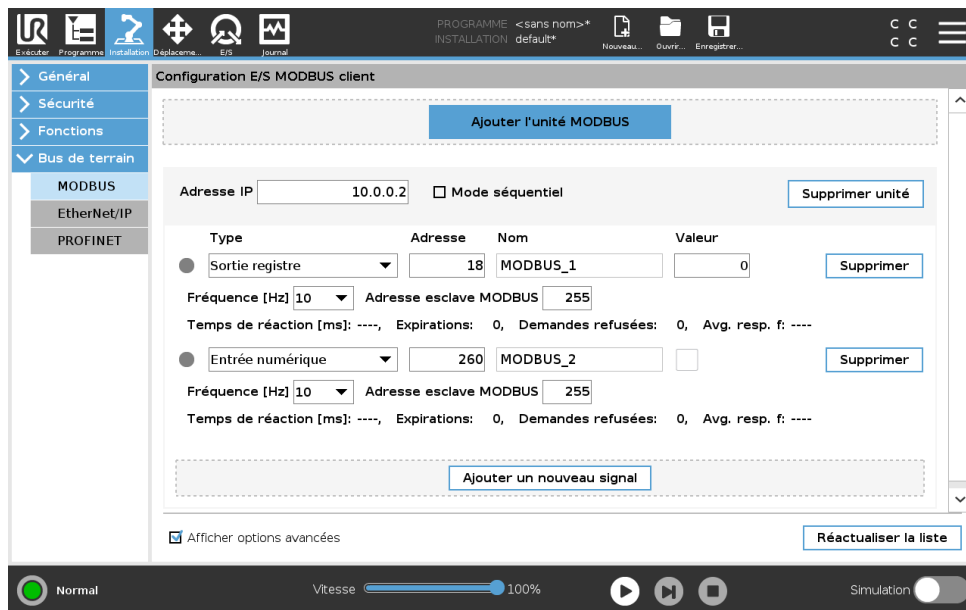 PROGRAMME <sans nom>*
INSTALLATION default*
Exécuter Programme Installation Déplaceme... E/S Journal Nouveau... Ouvrir... Enregistrer...
C C
C C
Général
Sécurité
Fonctions
Bus de terrain
MODBUS
EtherNet/IP
PROFINET
Configuration E/S MODBUS client
Ajouter l'unité MODBUS
Adresse IP 10.0.0.2 Mode séquentiel Supprimer unité
Type Adresse Nom Valeur
Sortie registre 18 MODBUS_1 0 Supprimer
Fréquence [Hz] 10 Adresse esclave MODBUS 255
Temps de réaction [ms]: ----, Expirations: 0, Demandes refusées: 0, Avg. resp. f: ----
Entrée numérique 260 MODBUS_2 Supprimer
Fréquence [Hz] 10 Adresse esclave MODBUS 255
Temps de réaction [ms]: ----, Expirations: 0, Demandes refusées: 0, Avg. resp. f: ----
Ajouter un nouveau signal
Afficher options avancées Réactualiser la liste
Normal Vitesse 100% Simulation